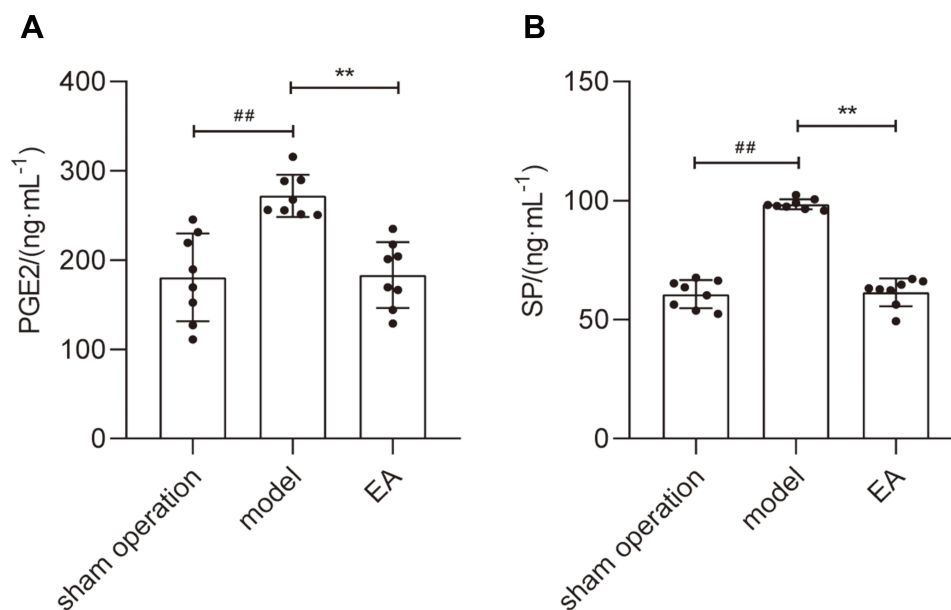 A
PGE2/(ng·mL⁻¹)
400
300
200
100
0
##
**
sham operation
model
EA
B
SP/(ng·mL⁻¹)
150
100
50
0
##
**
sham operation
model
EA